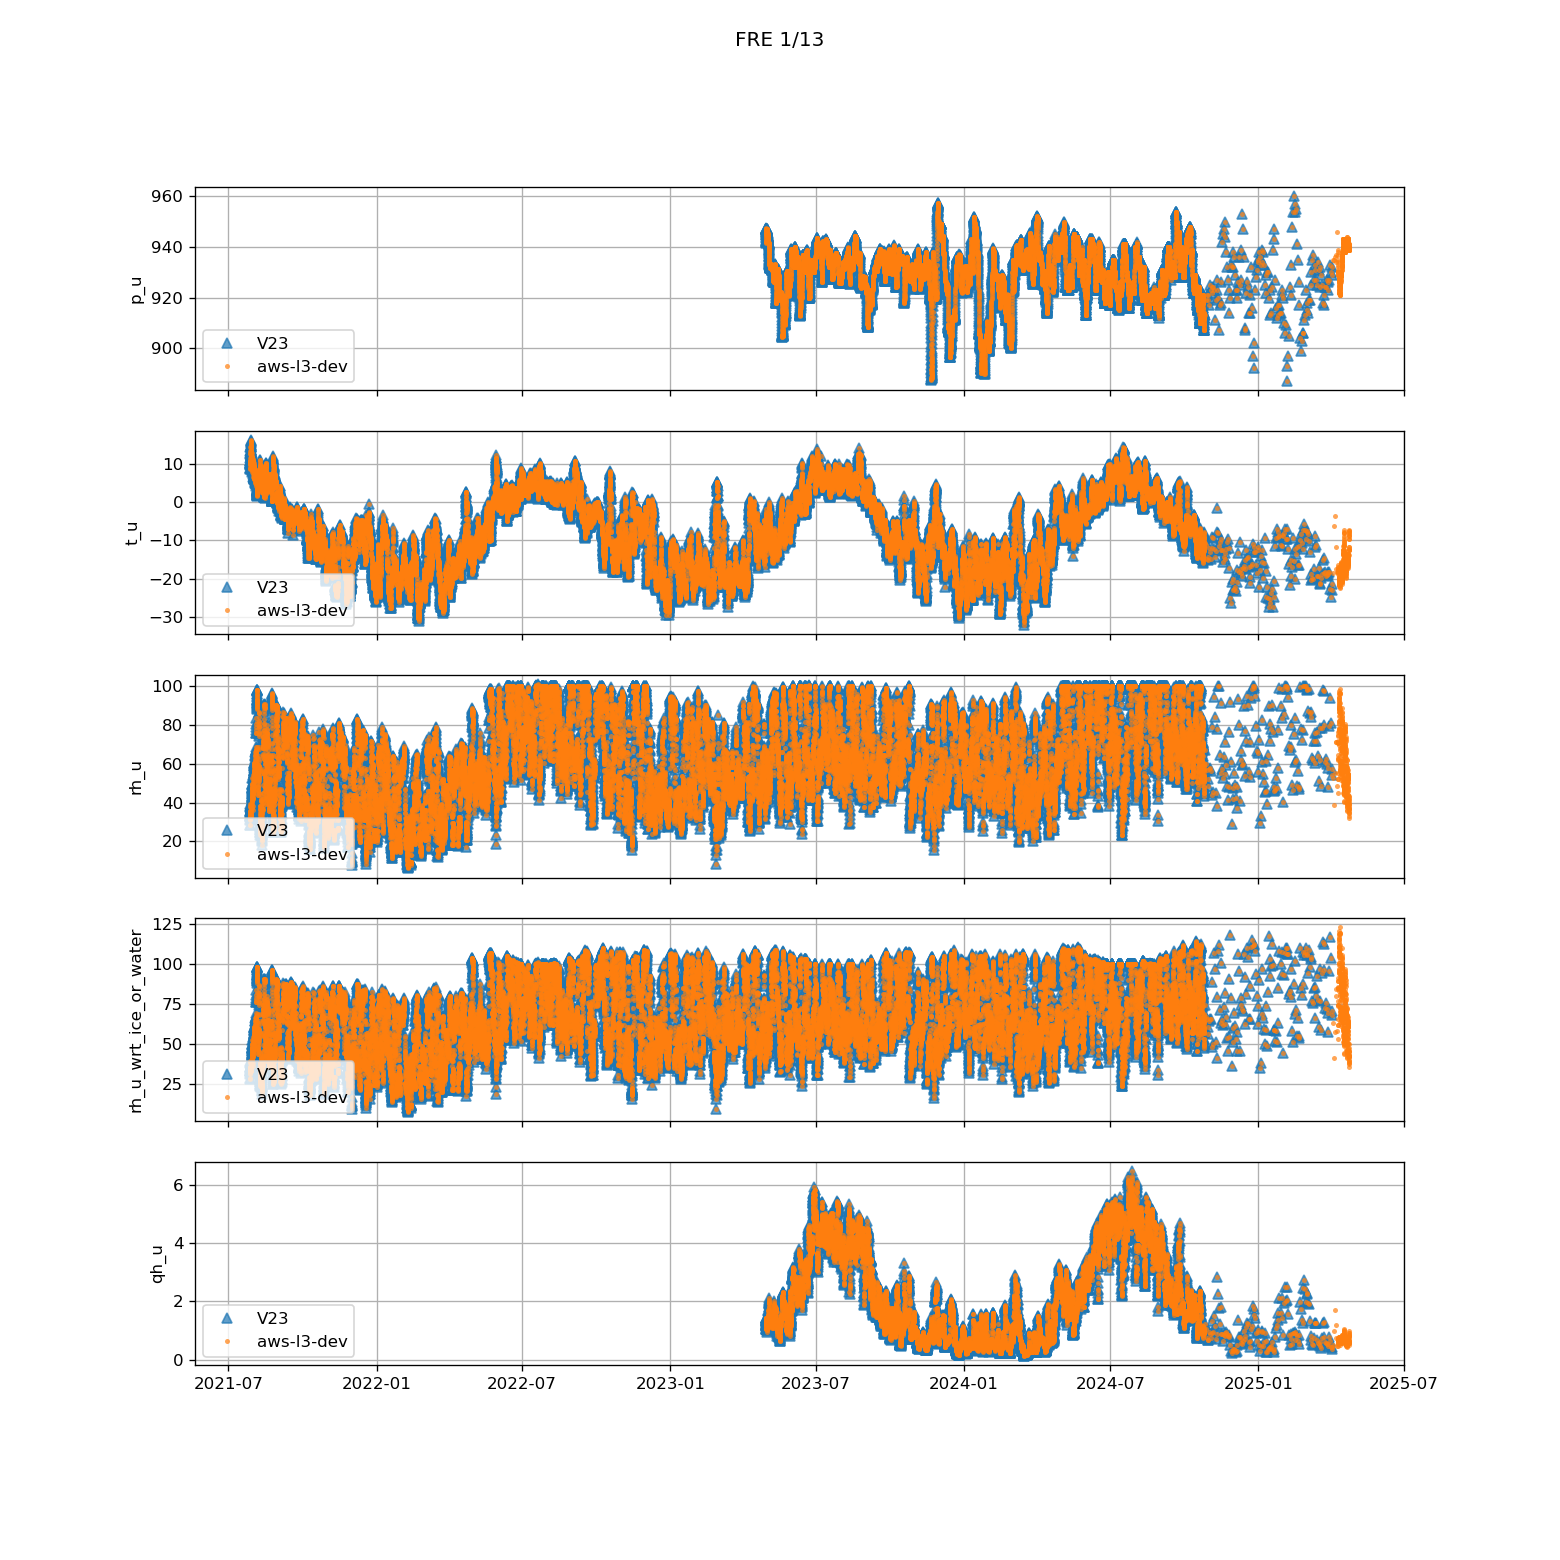 FRE 1/13
960
940
920
900
p_u
V23
aws-l3-dev
10
0
−10
−20
−30
t_u
V23
aws-l3-dev
100
80
60
40
20
rh_u
V23
aws-l3-dev
125
100
75
50
25
rh_u_wrt_ice_or_water
V23
aws-l3-dev
6
4
2
0
qh_u
V23
aws-l3-dev
2021-07 2022-01 2022-07 2023-01 2023-07 2024-01 2024-07 2025-01 2025-07